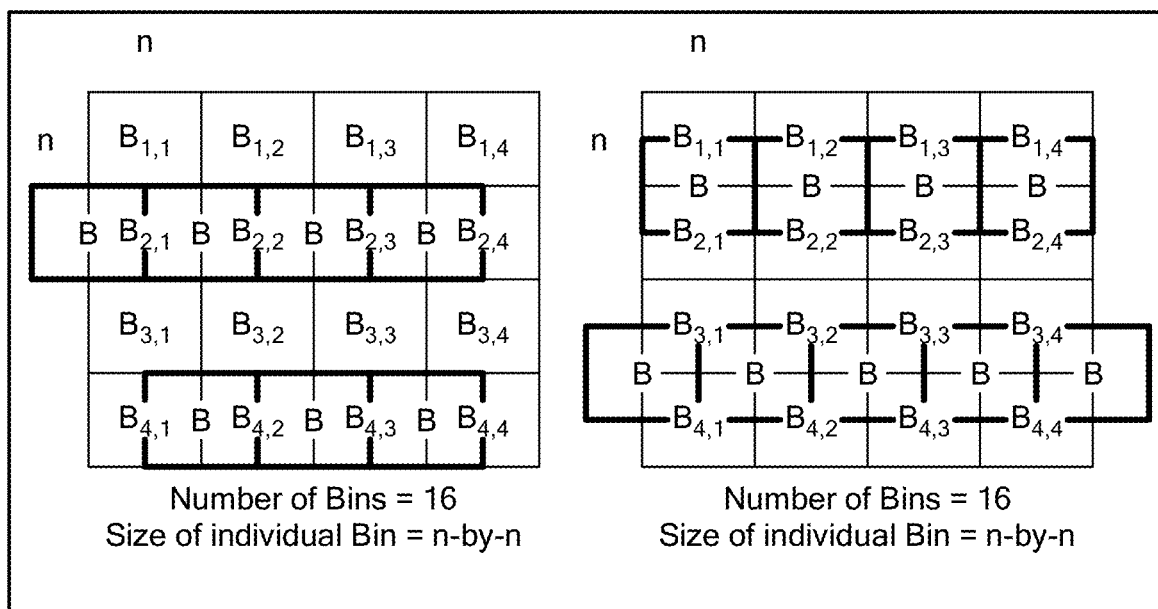 n n
n B1,1 B1,2 B1,3 B1,4 n B1,1 B1,2 B1,3 B1,4
B B B B
B B2,1 B B2,2 B B2,3 B B2,4 B2,1 B2,2 B2,3 B2,4
B3,1 B3,2 B3,3 B3,4 B3,1 B3,2 B3,3 B3,4
B B B B B
B4,1 B B4,2 B B4,3 B B4,4 B4,1 B4,2 B4,3 B4,4
Number of Bins = 16 Number of Bins = 16
Size of individual Bin = n-by-n Size of individual Bin = n-by-n